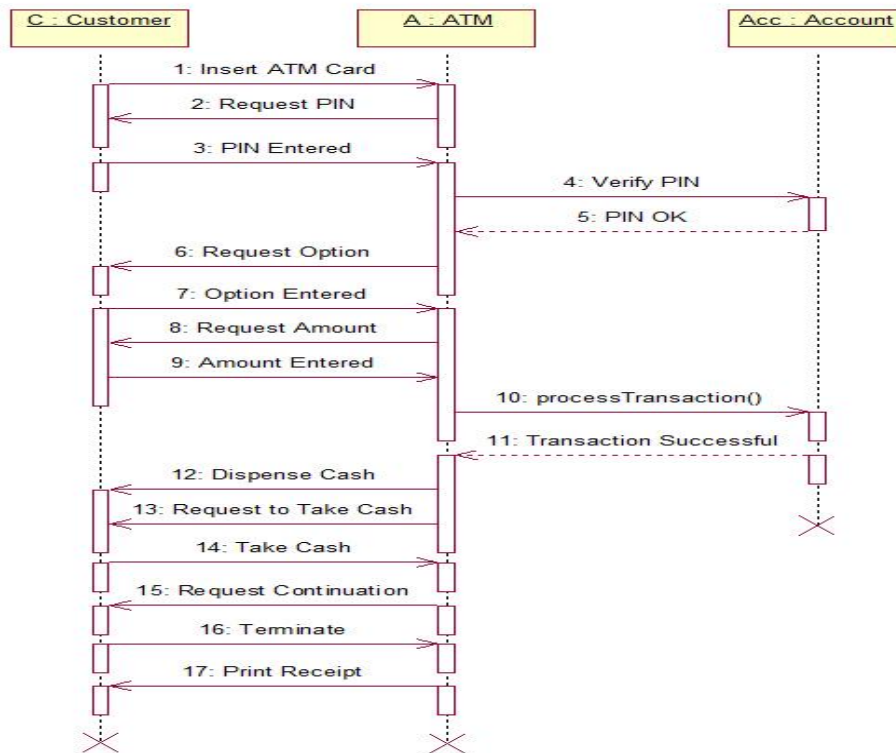 C : Customer
A : ATM
Acc : Account
1: Insert ATM Card
2: Request PIN
3: PIN Entered
4: Verify PIN
5: PIN OK
6: Request Option
7: Option Entered
8: Request Amount
9: Amount Entered
10: processTransaction()
11: Transaction Successful
12: Dispense Cash
13: Request to Take Cash
14: Take Cash
15: Request Continuation
16: Terminate
17: Print Receipt